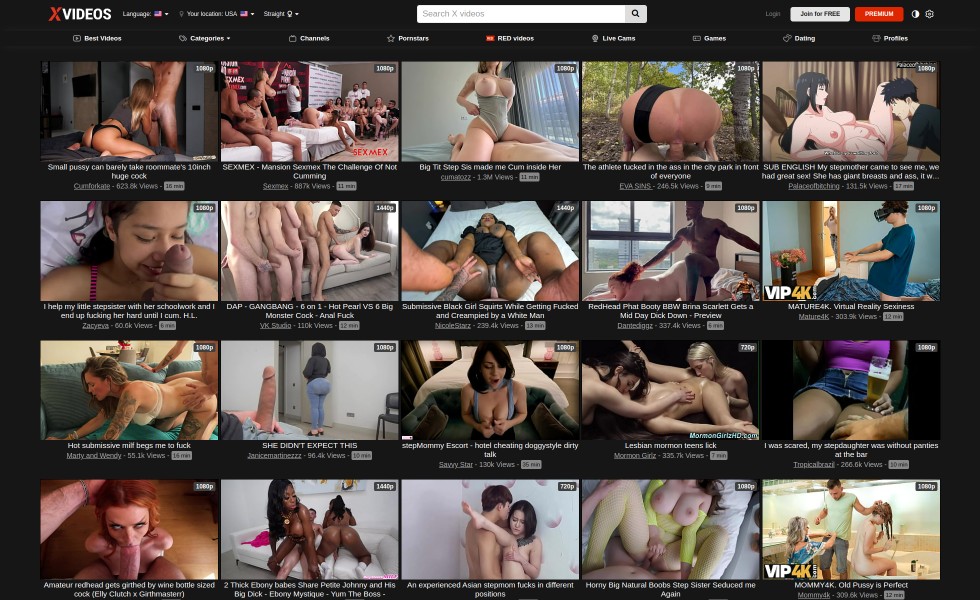 XVIDEOS
Language:
Your location: USA
Straight
Search X videos
Login
Join for FREE
PREMIUM
Best Videos
Categories
Channels
Pornstars
RED videos
Live Cams
Games
Dating
Profiles
1080p
1080p
SEXMEX
1080p
1080p
1080p
Small pussy can barely take roommate's 10inch
huge cock
Cumforkate - 623.8k Views - 16 min
SEXMEX - Mansion Sexmex The Challenge Of Not
Cumming
Sexmex - 887k Views - 11 min
Big Tit Step Sis made me Cum inside Her
cumatozz - 1.3M Views - 11 min
The athlete fucked in the ass in the city park in front
of everyone
EVA SINS - 246.5k Views - 9 min
SUB ENGLISH My stepmother came to see me, we
had great sex! She has giant breasts and ass, it w...
Palaceofbitching - 131.5k Views - 17 min
1080p
1440p
1440p
1080p
1080p
VIP4K
I help my little stepsister with her schoolwork and I
end up fucking her hard until I cum. H.L.
Zacyeva - 60.6k Views - 6 min
DAP - GANGBANG - 6 on 1 - Hot Pearl VS 6 Big
Monster Cock - Anal Fuck
VK Studio - 110k Views - 12 min
Submissive Black Girl Squirts While Getting Fucked
and Creampied by a White Man
NicoleStarz - 239.4k Views - 13 min
RedHead Phat Booty BBW Brina Scarlett Gets a
Mid Day Dick Down - Preview
Dantediggz - 337.4k Views - 6 min
MATURE4K. Virtual Reality Sexiness
Mature4K - 303.9k Views - 12 min
1080p
1080p
1080p
720p
MormonGirlzHD.com
1080p
Hot submissive milf begs me to fuck
Marty and Wendy - 55.1k Views - 16 min
SHE DIDN'T EXPECT THIS
Janicemartinezzz - 96.4k Views - 10 min
stepMommy Escort - hotel cheating doggystyle dirty
talk
Savvy Star - 130k Views - 35 min
Lesbian mormon teens lick
Mormon Girlz - 335.7k Views - 7 min
I was scared, my stepdaughter was without panties
at the bar
Tropicalbrazil - 266.6k Views - 10 min
1080p
1440p
720p
1080p
1080p
VIP4K
Amateur redhead gets girthed by wine bottle sized
cock (Elly Clutch x Girthmasterr)
2 Thick Ebony babes Share Petite Johnny and His
Big Dick - Ebony Mystique - Yum The Boss -
An experienced Asian stepmom fucks in different
positions
Horny Big Natural Boobs Step Sister Seduced me
Again
MOMMY4K. Old Pussy is Perfect
Mommy4k - 309.6k Views - 12 min